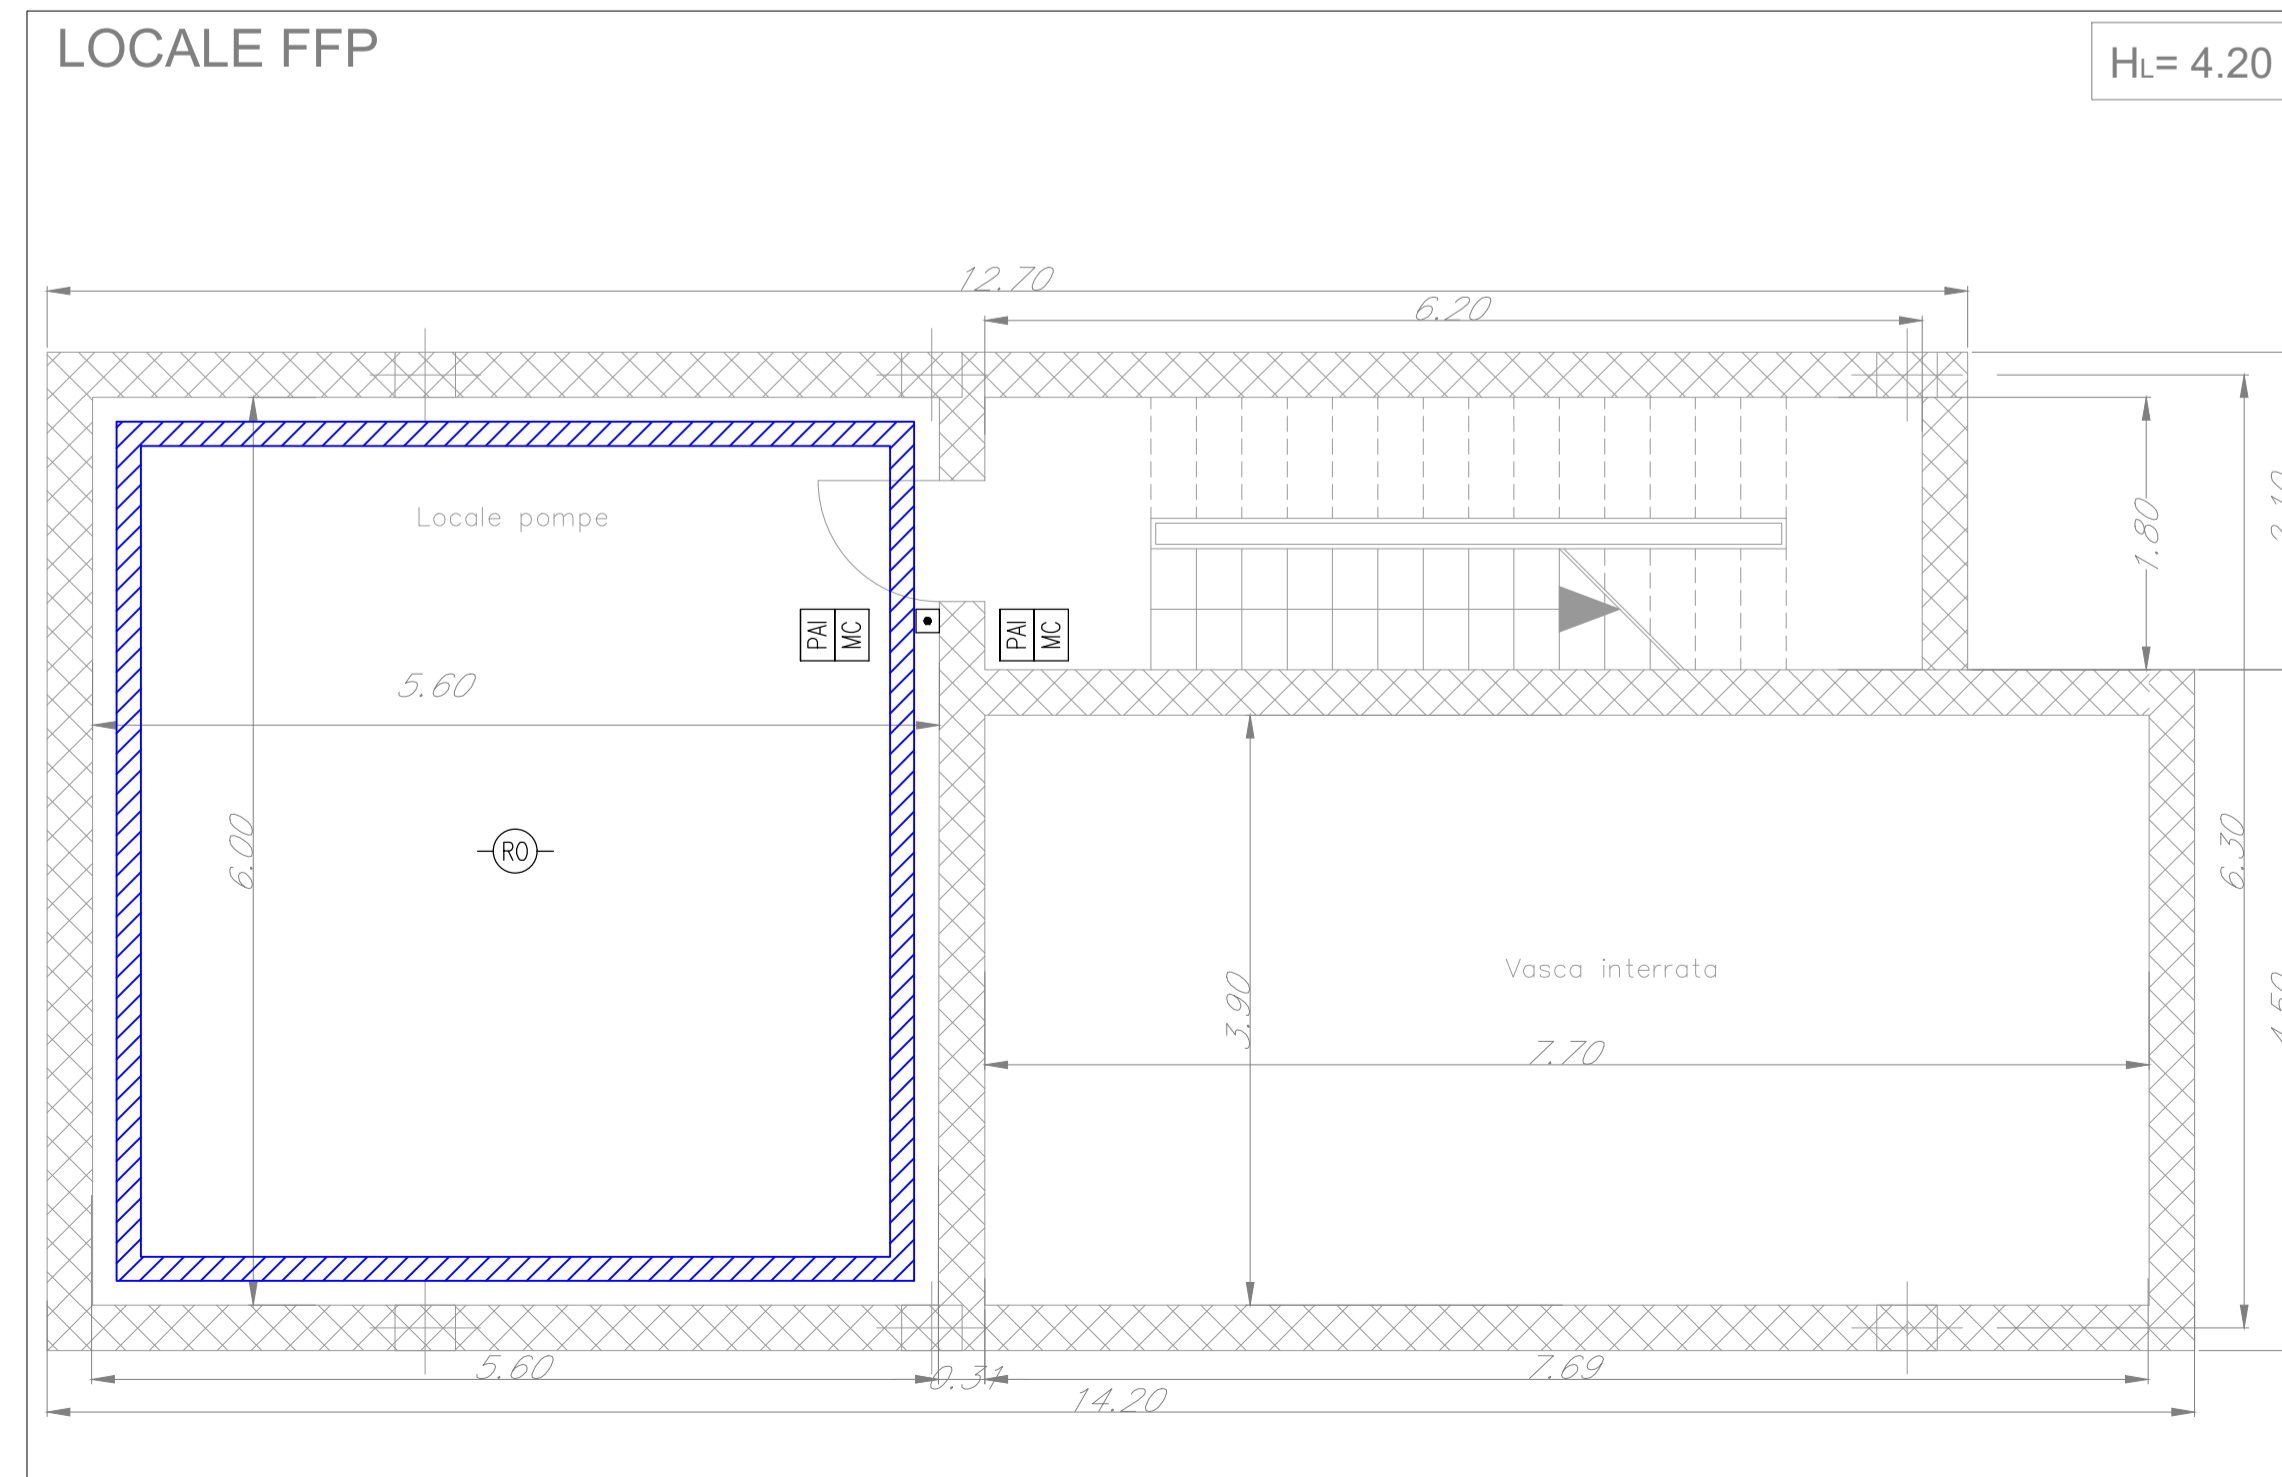 LOCALE FFP
HL= 4.20
12.70
6.20
Locale pompe
1.80
PAI
MC
PAI
MC
5.60
6.00
RO
6.30
Vasca interrata
3.90
7.70
5.60
0.31
7.69
14.20